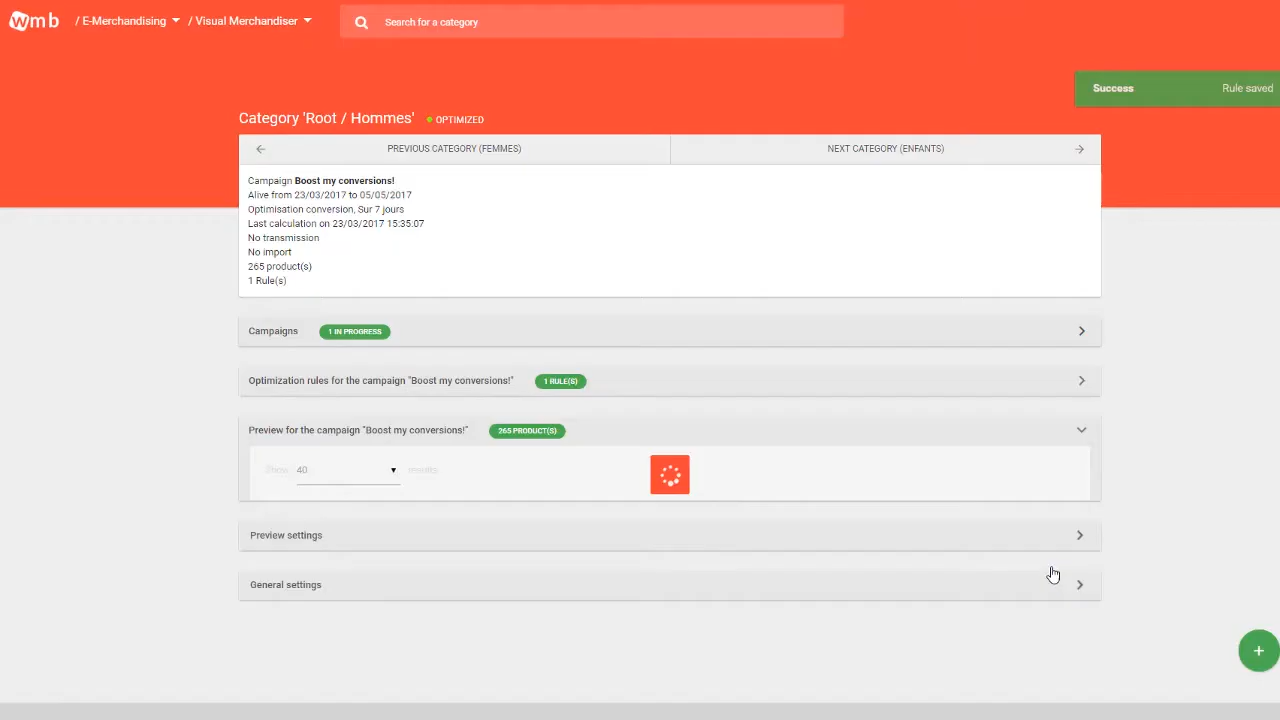 wmb / E-Merchandising / Visual Merchandiser Search for a category
Success Rule saved
Category 'Root / Hommes' OPTIMIZED
PREVIOUS CATEGORY (FEMMES) NEXT CATEGORY (ENFANTS)
Campaign Boost my conversions!
Alive from 23/03/2017 to 05/05/2017
Optimisation conversion, Sur 7 jours
Last calculation on 23/03/2017 15:35:07
No transmission
No import
265 product(s)
1 Rule(s)
Campaigns 1 IN PROGRESS
Optimization rules for the campaign "Boost my conversions!" 1 RULE(S)
Preview for the campaign "Boost my conversions!" 265 PRODUCT(S)
Show 40 results
Preview settings
General settings